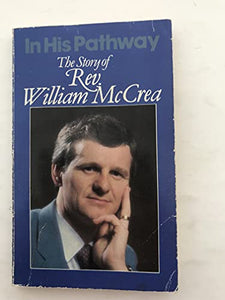 In His Pathway
The Story of
Rev.
William McCrea